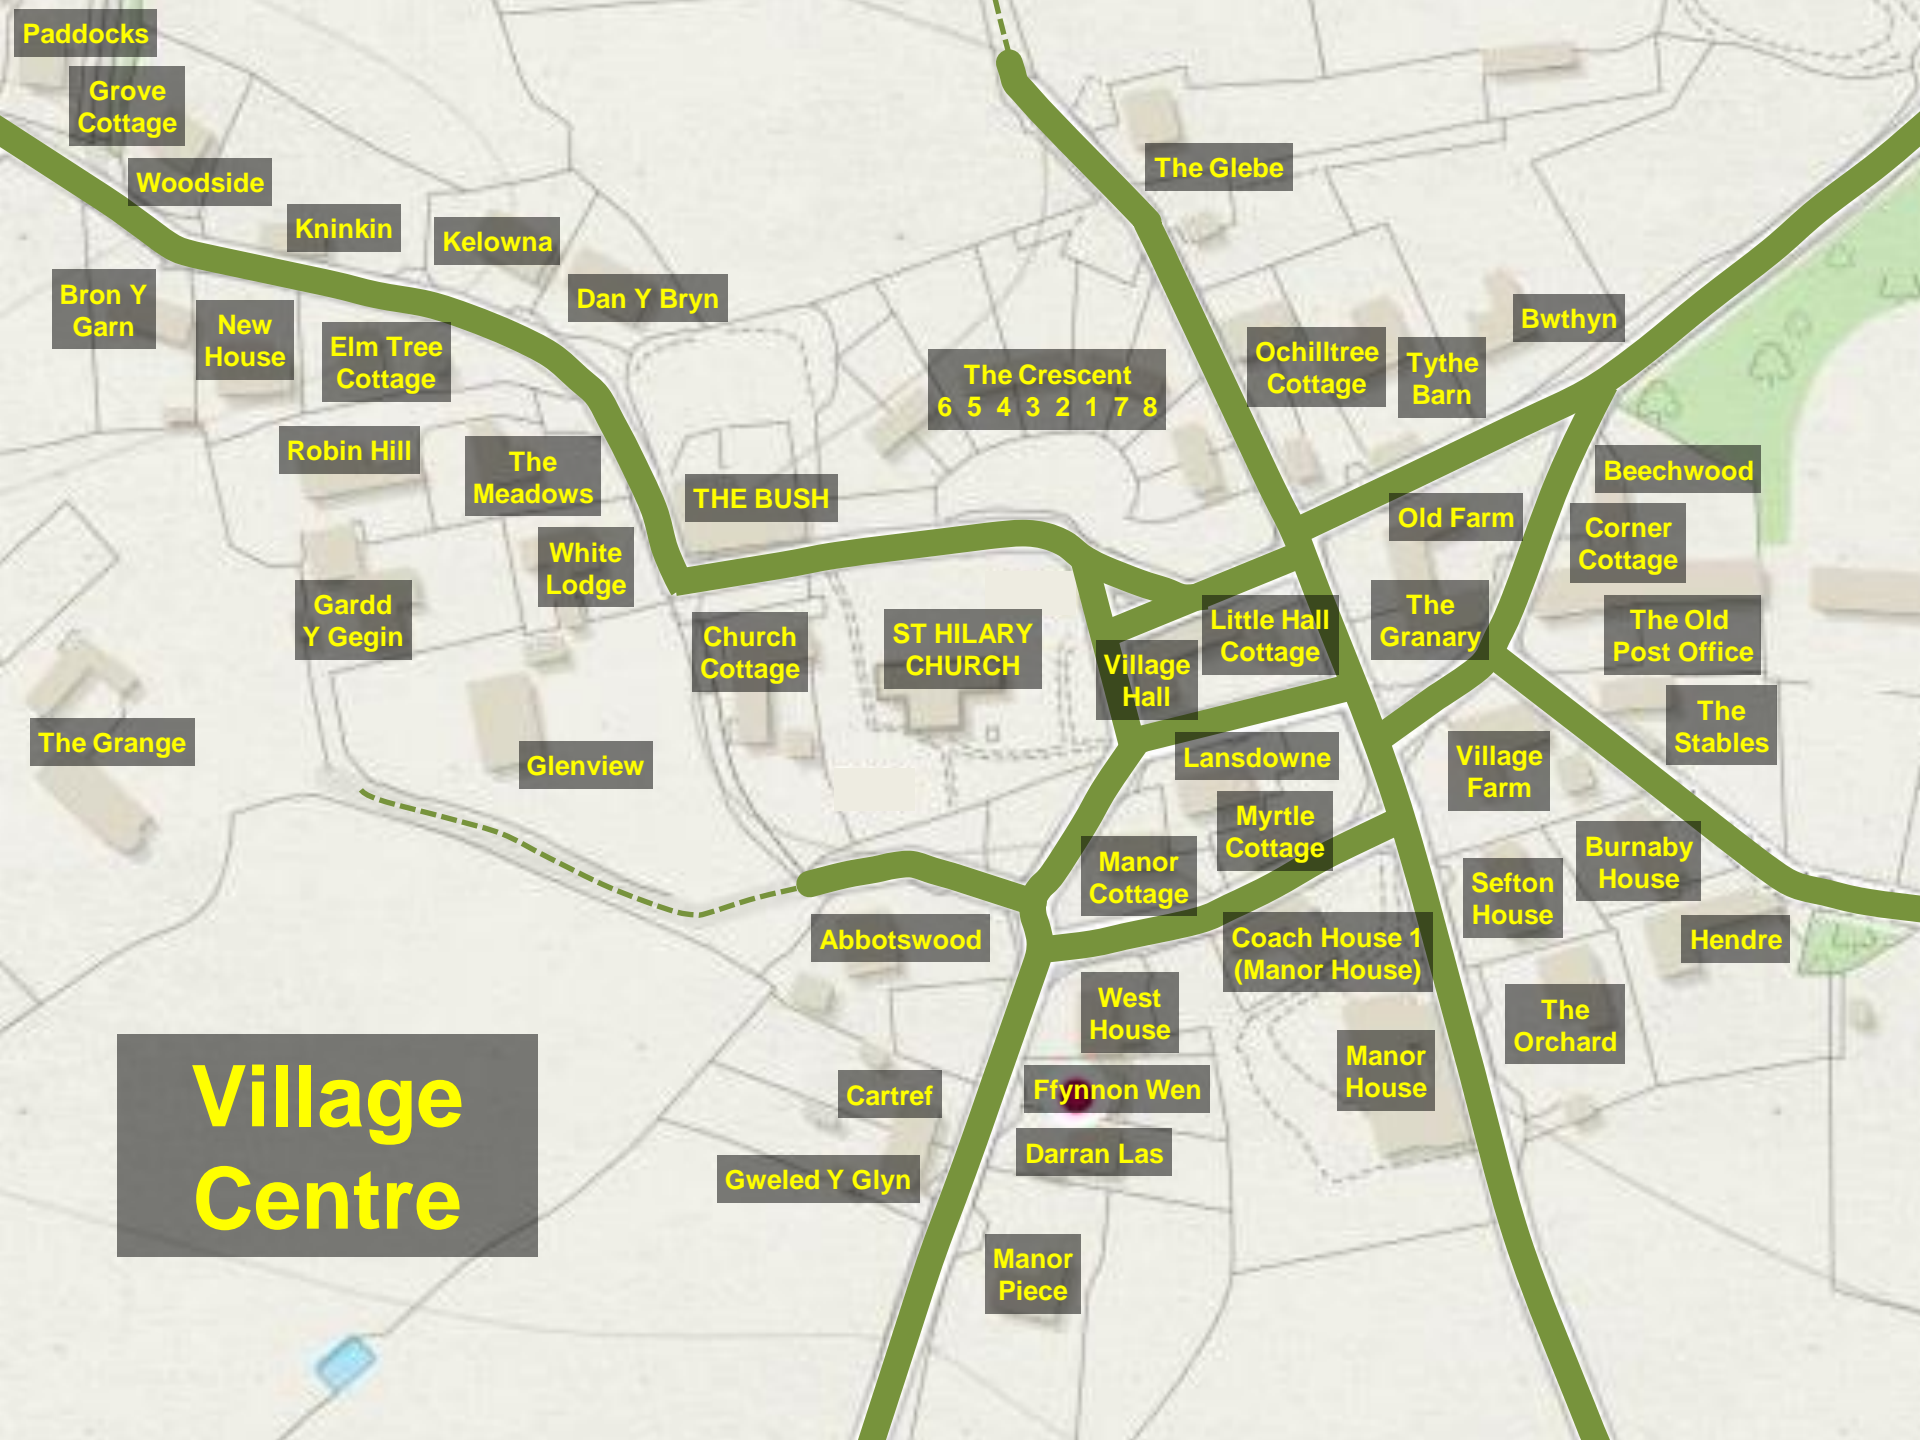 Paddocks
Grove
Cottage
Woodside
Kninkin
Kelowna
Dan Y Bryn
The Glebe
Bron Y
Garn
New
House
Elm Tree
Cottage
Robin Hill
The
Meadows
THE BUSH
The Crescent
6 5 4 3 2 1 7 8
Ochilltree
Cottage
Tythe
Barn
Bwthyn
Beechwood
Old Farm
Corner
Cottage
White
Lodge
Gardd
Y Gegin
Church
Cottage
ST HILARY
CHURCH
Village
Hall
Little Hall
Cottage
The
Granary
The Old
Post Office
The
Stables
The Grange
Glenview
Lansdowne
Village
Farm
Myrtle
Cottage
Manor
Cottage
Burnaby
House
Sefton
House
Hendre
Abbotswood
Coach House 1
(Manor House)
West
House
The
Orchard
Manor
House
Cartref
Ffynnon Wen
Darran Las
Gweled Y Glyn
Manor
Piece
Village
Centre